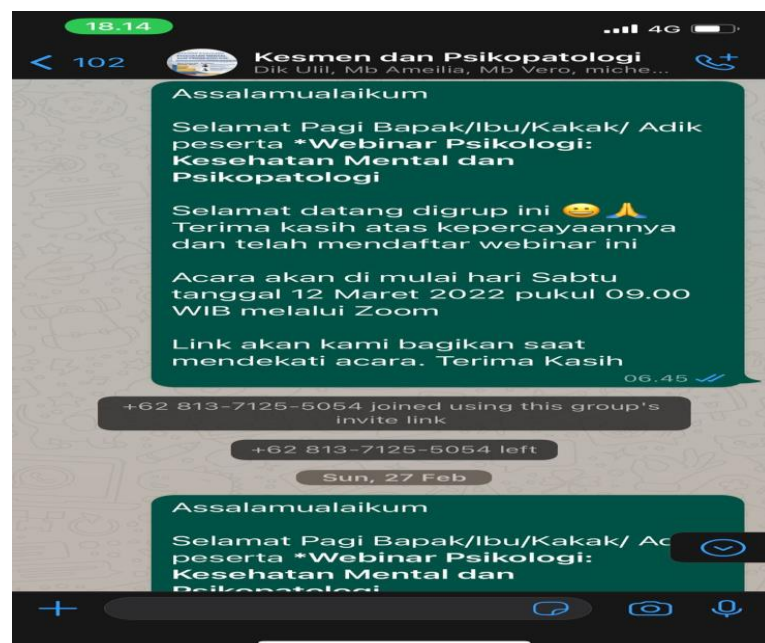 18.14
4G
102
Kesmen dan Psikopatologi
Dik Ulil, Mb Ameilia, Mb Vero, miche...
Assalamualaikum
Selamat Pagi Bapak/Ibu/Kakak/ Adik
peserta *Webinar Psikologi:
Kesehatan Mental dan
Psikopatologi
Selamat datang digrup ini 😀🙏
Terima kasih atas kepercayaannya
dan telah mendaftar webinar ini
Acara akan di mulai hari Sabtu
tanggal 12 Maret 2022 pukul 09.00
WIB melalui Zoom
Link akan kami bagikan saat
mendekati acara. Terima Kasih
06.45
+62 813-7125-5054 joined using this group's
invite link
+62 813-7125-5054 left
Sun, 27 Feb
Assalamualaikum
Selamat Pagi Bapak/Ibu/Kakak/ Ad
peserta *Webinar Psikologi:
Kesehatan Mental dan
Psikopatologi